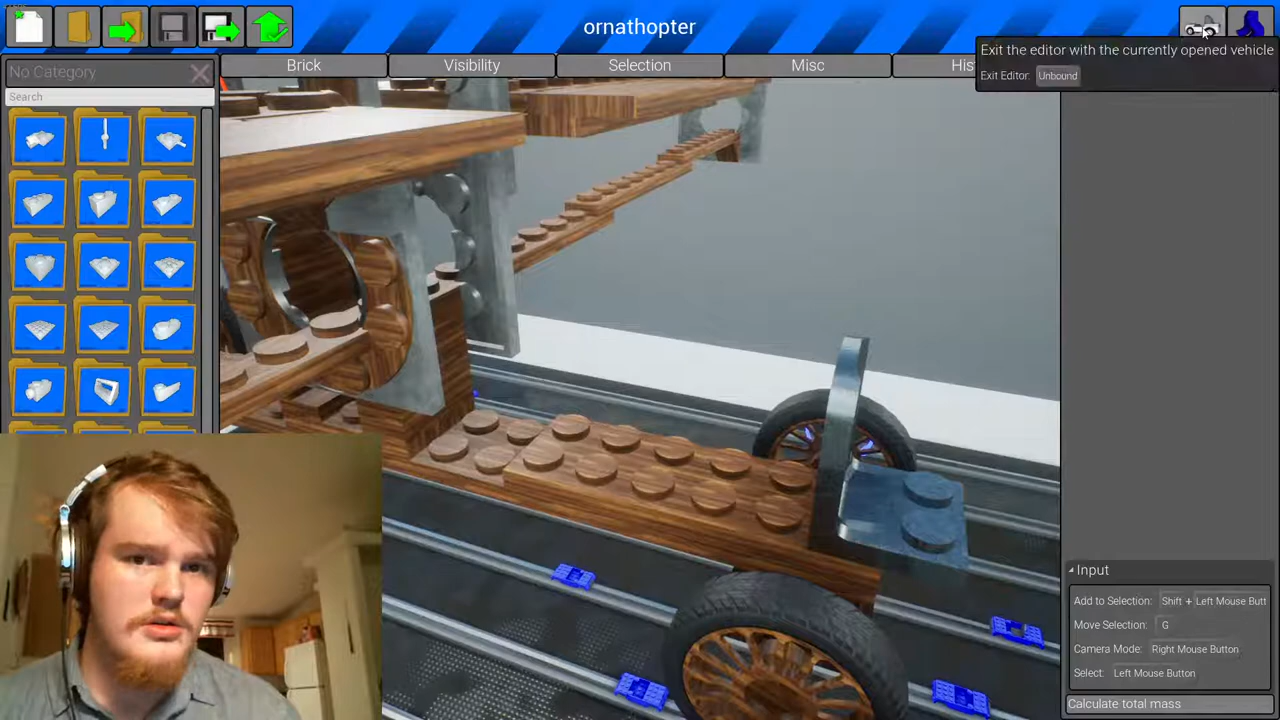 ornathopter
Exit the editor with the currently opened vehicle
Exit Editor: Unbound
No Category
Search
Brick
Visibility
Selection
Misc
His
Input
Add to Selection: Shift + Left Mouse Butt
Move Selection: G
Camera Mode: Right Mouse Button
Select: Left Mouse Button
Calculate total mass